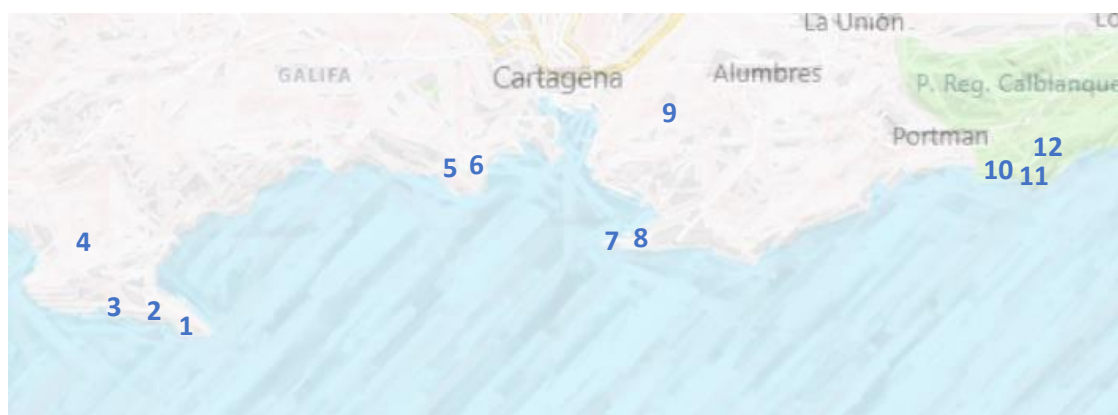 La Unión
LO
GALIFA
Cartagena
Alumbres
P. Reg. Calblanque
9
Portman
12
5
6
10
11
4
7
8
3
2
1